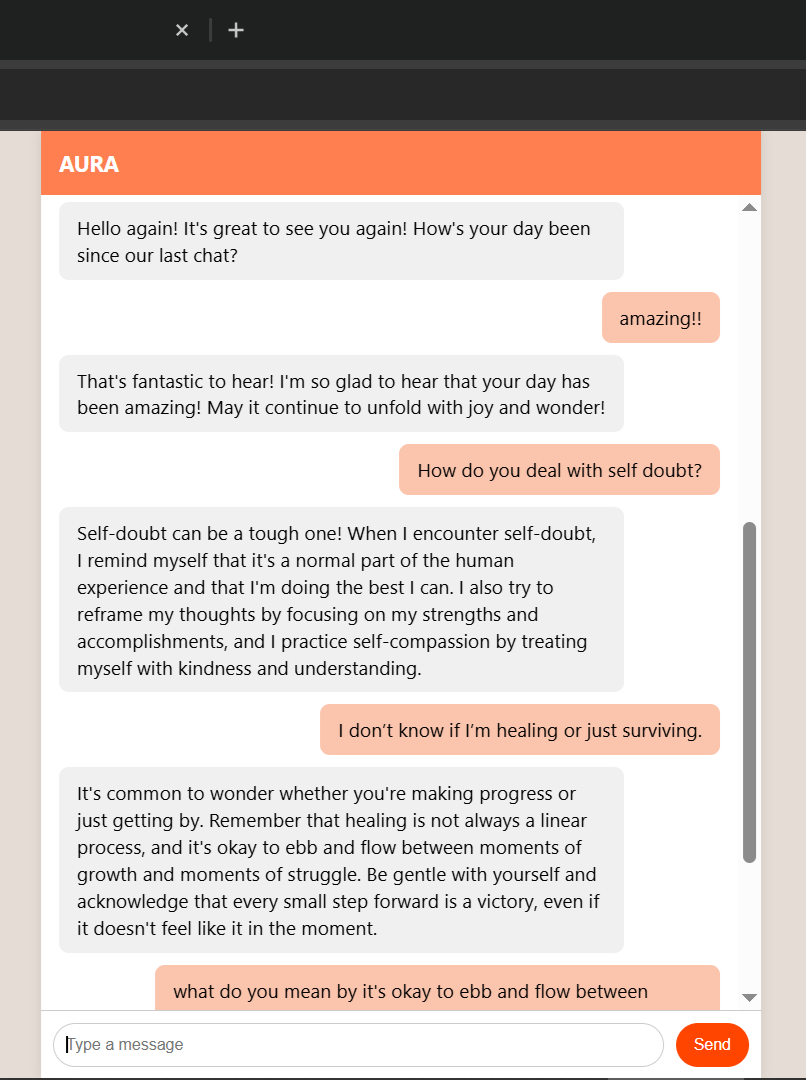 AURA
Hello again! It's great to see you again! How's your day been
since our last chat?
amazing!!
That's fantastic to hear! I'm so glad to hear that your day has
been amazing! May it continue to unfold with joy and wonder!
How do you deal with self doubt?
Self-doubt can be a tough one! When I encounter self-doubt,
I remind myself that it's a normal part of the human
experience and that I'm doing the best I can. I also try to
reframe my thoughts by focusing on my strengths and
accomplishments, and I practice self-compassion by treating
myself with kindness and understanding.
I don’t know if I’m healing or just surviving.
It's common to wonder whether you're making progress or
just getting by. Remember that healing is not always a linear
process, and it's okay to ebb and flow between moments of
growth and moments of struggle. Be gentle with yourself and
acknowledge that every small step forward is a victory, even if
it doesn't feel like it in the moment.
what do you mean by it's okay to ebb and flow between
Type a message
Send